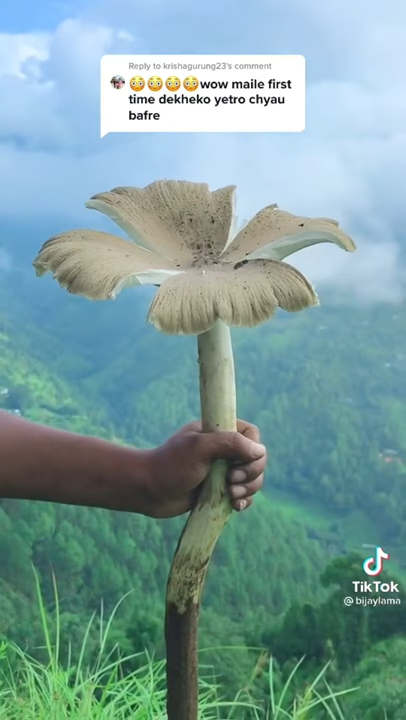 Reply to krishagurung23's comment
😳😳😳😳wow maile first
time dekheko yetro chyau
bafre
TikTok
@bijaylama